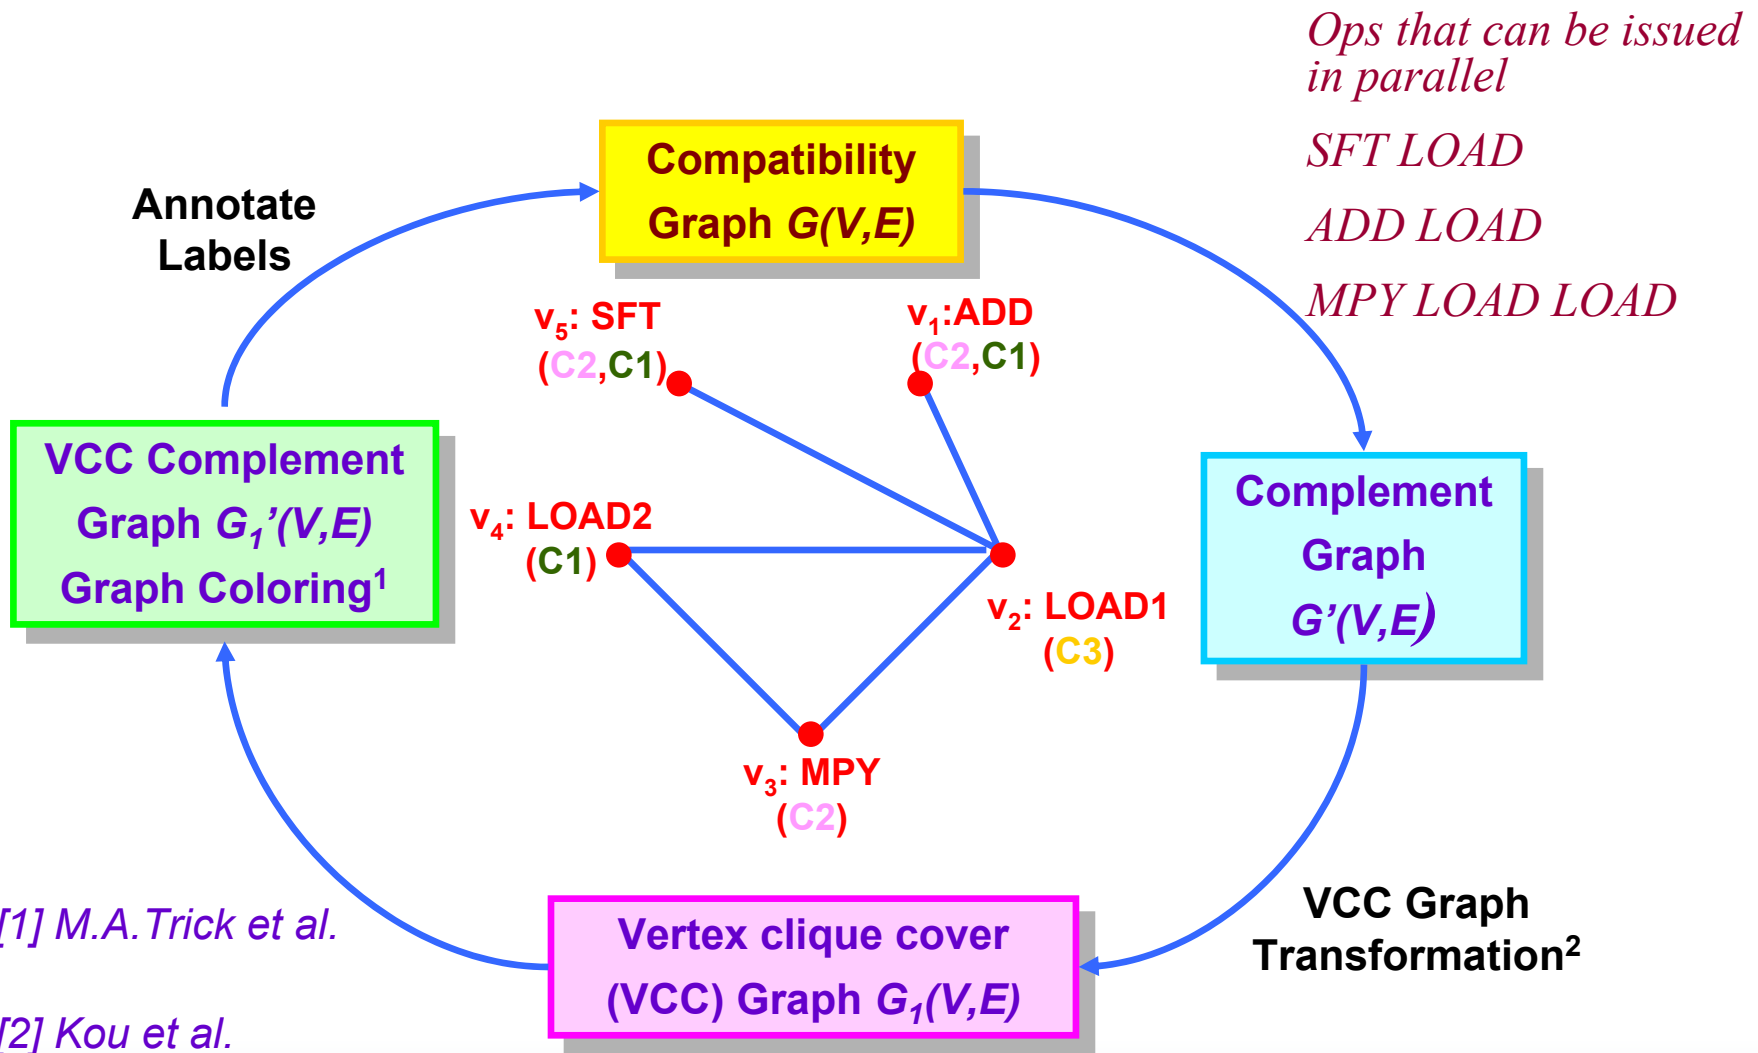 Ops that can be issued
in parallel
SFT LOAD
ADD LOAD
MPY LOAD LOAD
Compatibility
Graph G(V,E)
Annotate
Labels
v5: SFT
(C2,C1)
v1:ADD
(C2,C1)
VCC Complement
Graph G1’(V,E)
Graph Coloring1
v4: LOAD2
(C1)
v2: LOAD1
(C3)
Complement
Graph
G’(V,E)
v3: MPY
(C2)
VCC Graph
Transformation2
Vertex clique cover
(VCC) Graph G1(V,E)
[1] M.A.Trick et al.
[2] Kou et al.